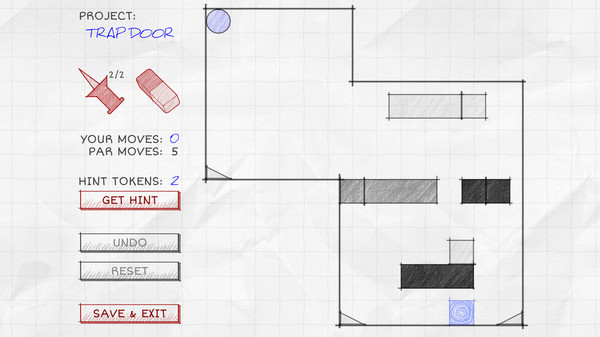 PROJECT:
TRAP DOOR
2/2
YOUR MOVES: 0
PAR MOVES: 5
HINT TOKENS: 2
GET HINT
UNDO
RESET
SAVE & EXIT